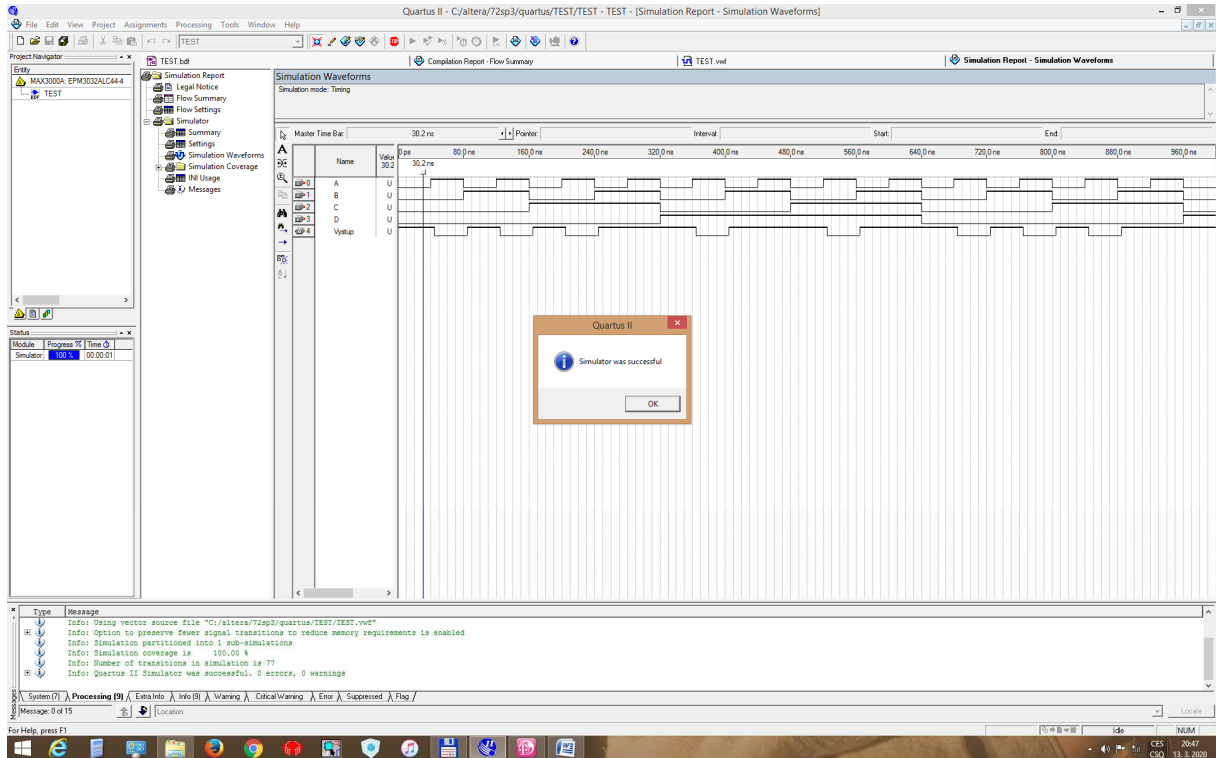 Quartus II - C:/altera/72sp3/quartus/TEST/TEST - TEST - [Simulation Report - Simulation Waveforms]
File Edit View Project Assignments Processing Tools Window Help
TEST
Project Navigator
TEST.bdf
Compilation Report - Flow Summary
TEST.vwf
Simulation Report - Simulation Waveforms
Entity
MAX3000A: EPM3032ALC44-4
TEST
Simulation Report
Legal Notice
Flow Summary
Flow Settings
Simulator
Summary
Settings
Simulation Waveforms
Simulation Coverage
INI Usage
Messages
Simulation Waveforms
Simulation mode: Timing
Master Time Bar: 30.2 ns Pointer: Interval: Start: End:
Name
Value
30.2
0 ps 80.0 ns 160.0 ns 240.0 ns 320.0 ns 400.0 ns 480.0 ns 560.0 ns 640.0 ns 720.0 ns 800.0 ns 880.0 ns 960.0 ns
30.2 ns
0 A U
1 B U
2 C U
3 D U
4 Vystup U
Quartus II
Simulator was successful
OK
Status
Module Progress % Time
Simulator 100 % 00:00:01
Type Message
Info: Using vector source file "C:/altera/72sp3/quartus/TEST/TEST.vwf"
Info: Option to preserve fewer signal transitions to reduce memory requirements is enabled
Info: Simulation partitioned into 1 sub-simulations
Info: Simulation coverage is 100.00 %
Info: Number of transitions in simulation is 77
Info: Quartus II Simulator was successful. 0 errors, 0 warnings
System (7) Processing (9) Extra Info Info (9) Warning Critical Warning Error Suppressed Flag
Messages
Message: 0 of 15
Location:
Locate
For Help, press F1
Idle
NUM
CES 20:47
CSQ 13. 3. 2020